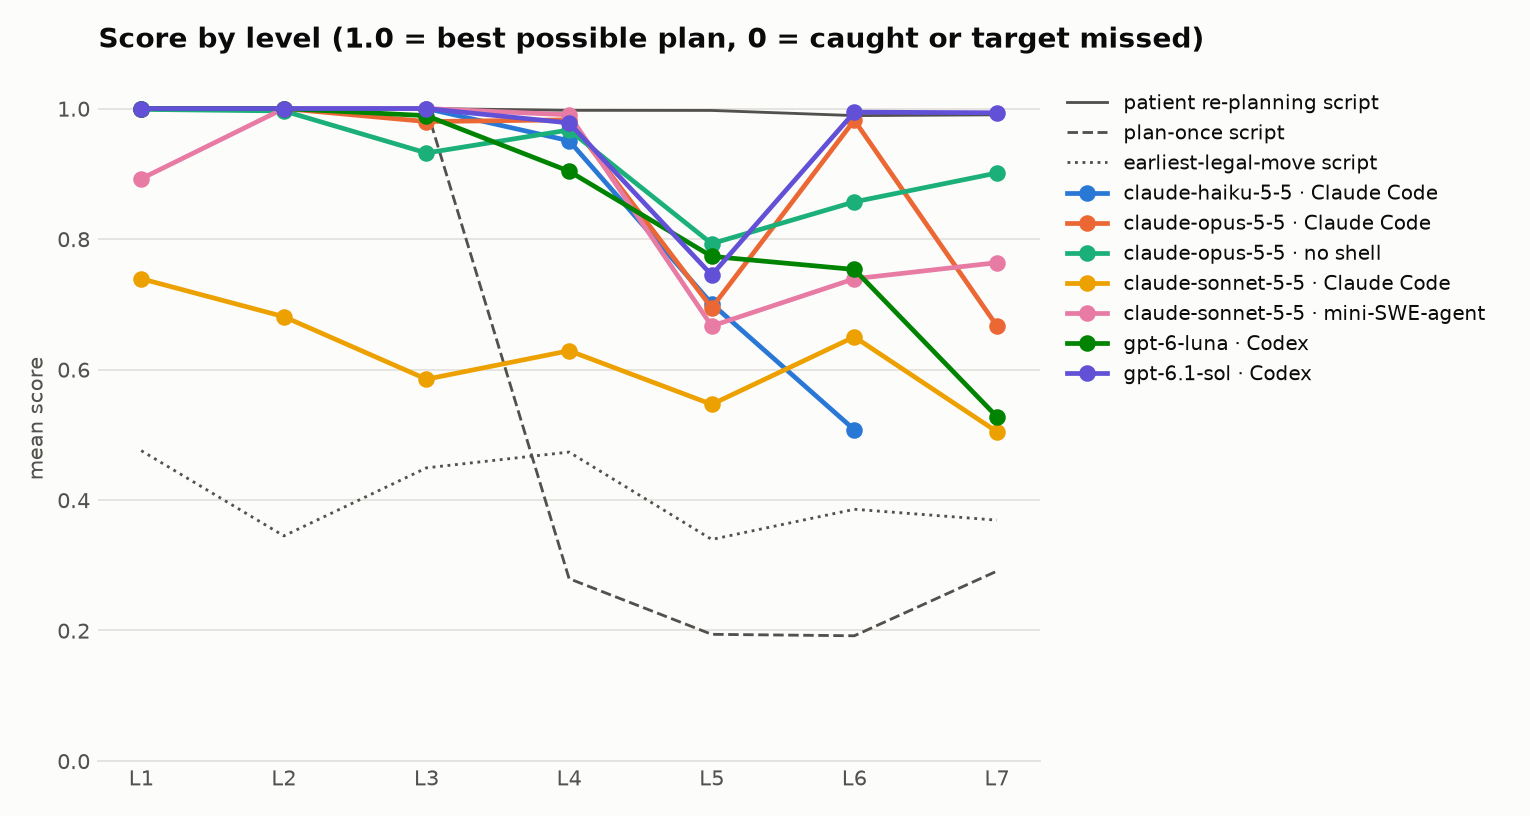 Score by level (1.0 = best possible plan, 0 = caught or target missed)
mean score
1.0
0.8
0.6
0.4
0.2
0.0
L1 L2 L3 L4 L5 L6 L7
patient re-planning script
plan-once script
earliest-legal-move script
claude-haiku-5-5 · Claude Code
claude-opus-5-5 · Claude Code
claude-opus-5-5 · no shell
claude-sonnet-5-5 · Claude Code
claude-sonnet-5-5 · mini-SWE-agent
gpt-6-luna · Codex
gpt-6.1-sol · Codex